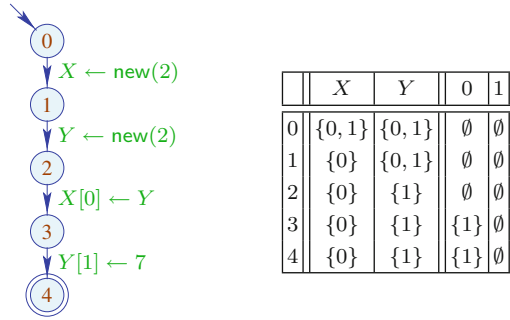 0
X ← new(2)
1
Y ← new(2)
2
X[0] ← Y
3
Y[1] ← 7
4
X Y 0 1
0 {0, 1} {0, 1} ∅ ∅
1 {0} {0, 1} ∅ ∅
2 {0} {1} ∅ ∅
3 {0} {1} {1} ∅
4 {0} {1} {1} ∅